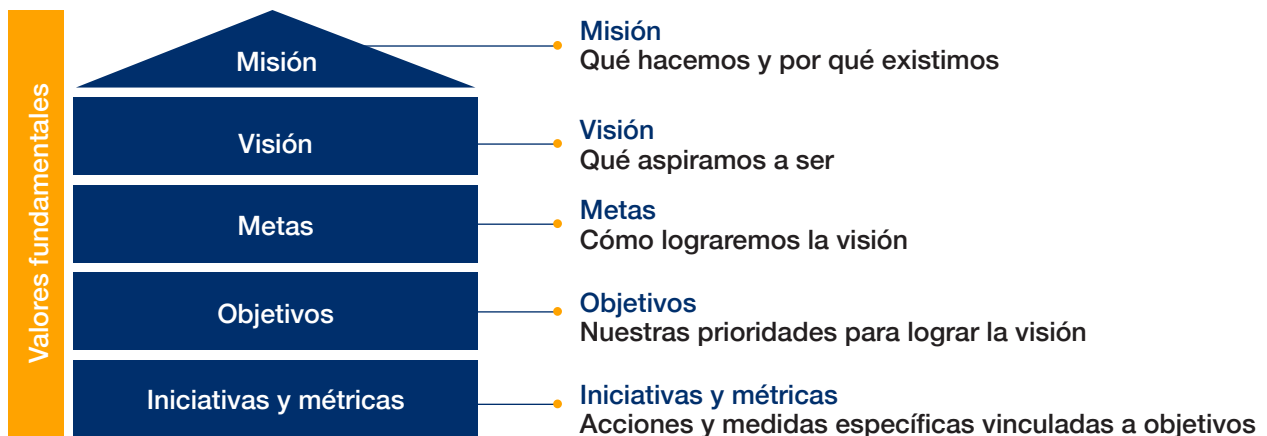 Valores fundamentales
Misión
Visión
Metas
Objetivos
Iniciativas y métricas
Misión
Qué hacemos y por qué existimos
Visión
Qué aspiramos a ser
Metas
Cómo lograremos la visión
Objetivos
Nuestras prioridades para lograr la visión
Iniciativas y métricas
Acciones y medidas específicas vinculadas a objetivos